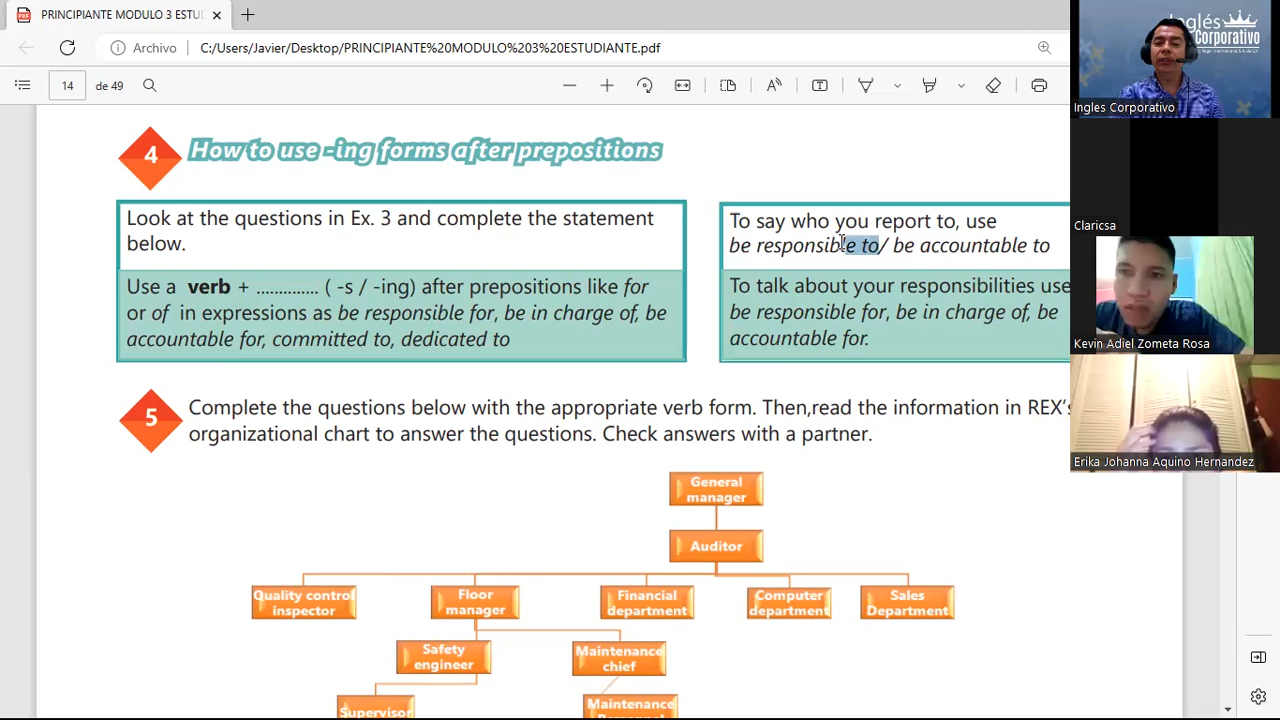 PRINCIPIANTE MODULO 3 ESTU
Archivo
C:/Users/Javier/Desktop/PRINCIPIANTE%20MODULO%203%20ESTUDIANTE.pdf
14
de 49
4
How to use -ing forms after prepositions
Look at the questions in Ex. 3 and complete the statement
below.
Use a verb + .............. ( -s / -ing) after prepositions like for
or of in expressions as be responsible for, be in charge of, be
accountable for, committed to, dedicated to
To say who you report to, use
be responsible to/ be accountable to
To talk about your responsibilities use
be responsible for, be in charge of, be
accountable for.
5
Complete the questions below with the appropriate verb form. Then,read the information in REX's
organizational chart to answer the questions. Check answers with a partner.
General
manager
Auditor
Quality control
inspector
Floor
manager
Financial
department
Computer
department
Sales
Department
Safety
engineer
Maintenance
chief
Supervisor
Maintenance
Inglés
Corporativo
Ingles Corporativo
Claricsa
Kevin Adiel Zometa Rosa
Erika Johanna Aquino Hernandez